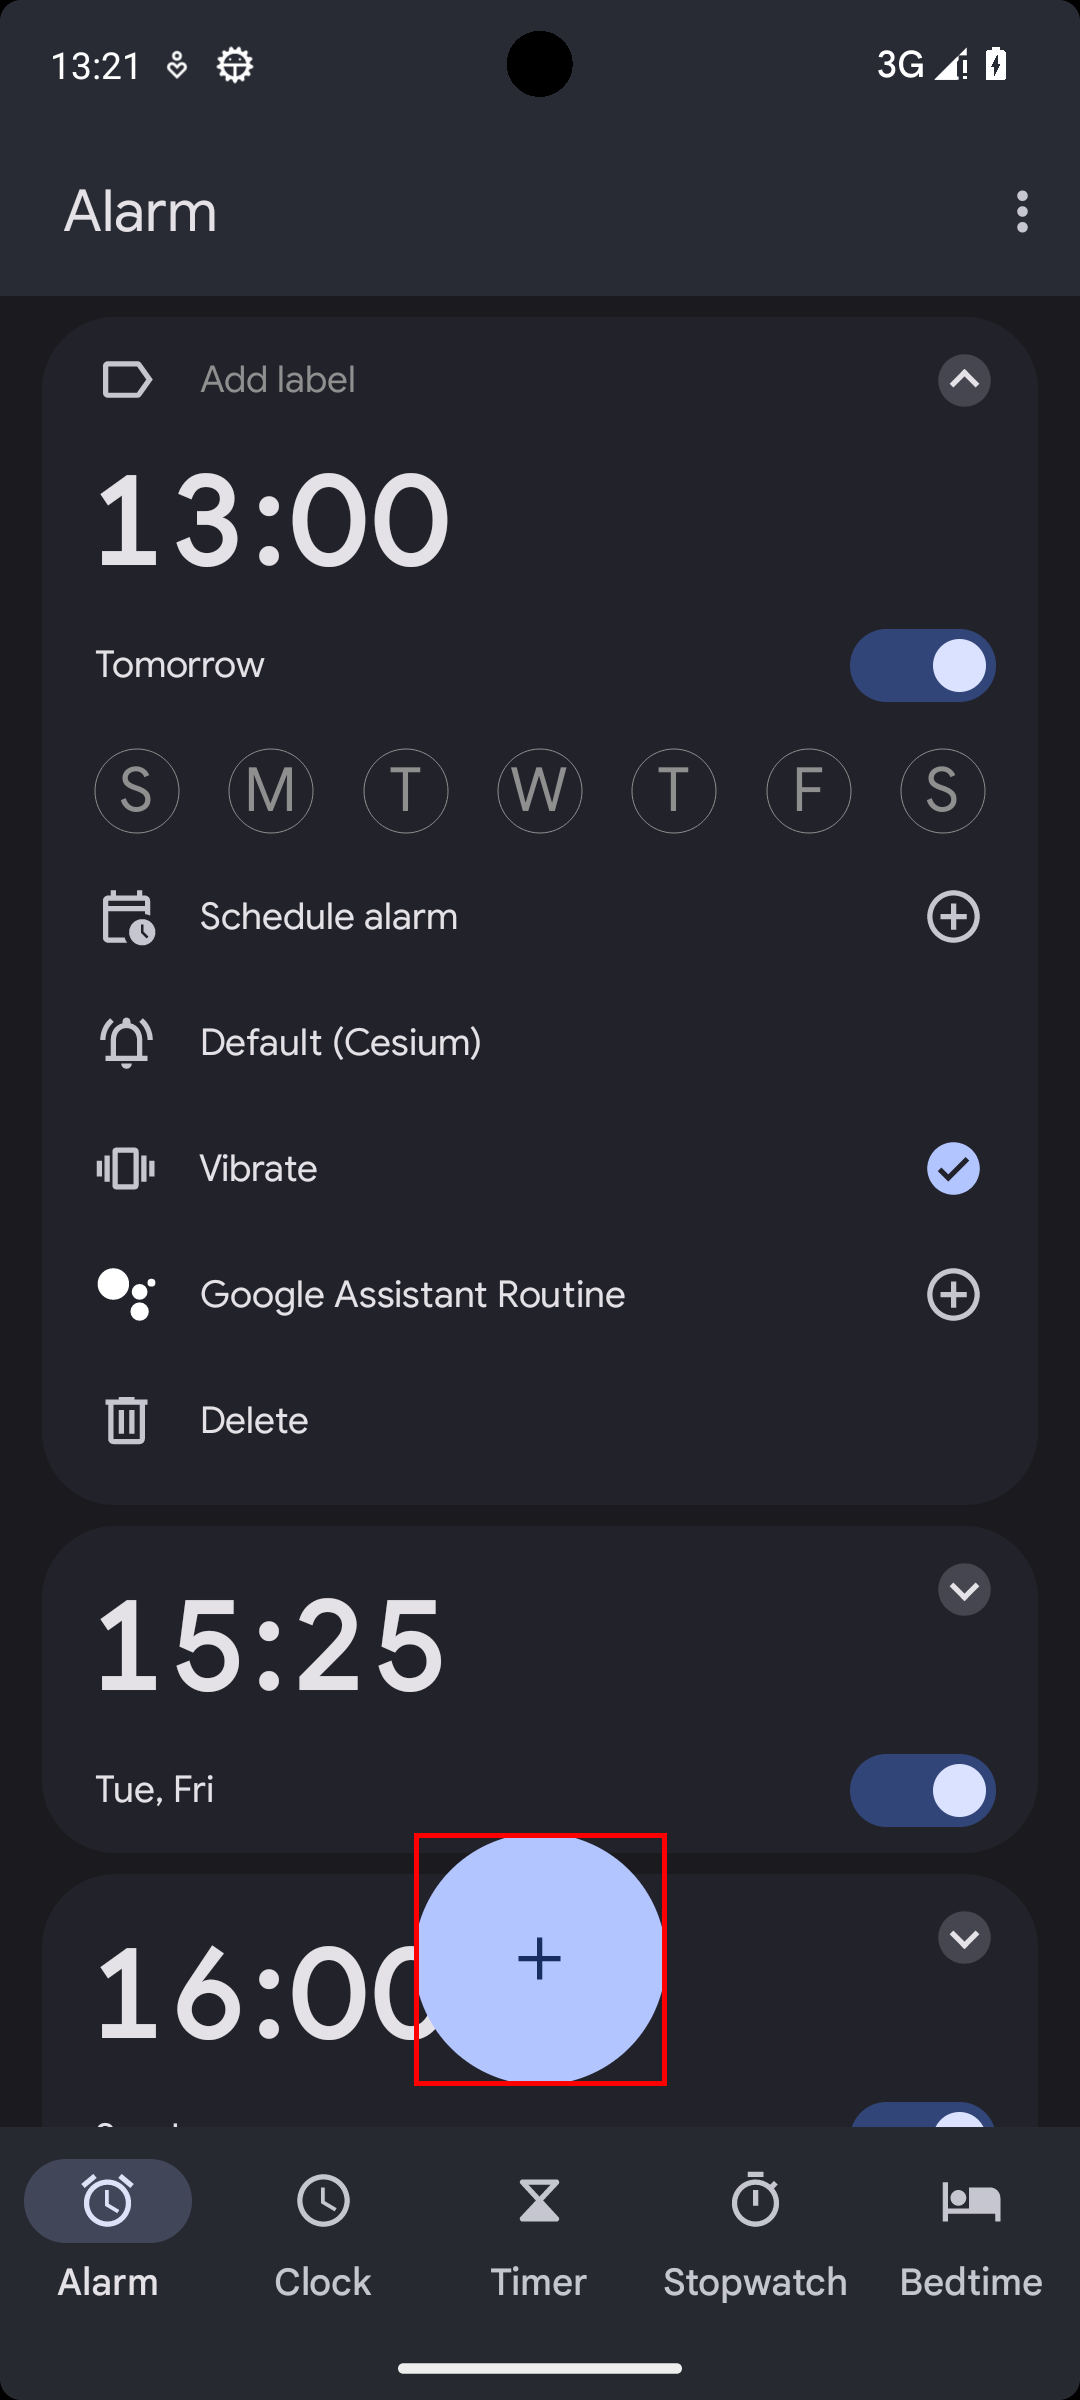 13:21
3G
Alarm
Add label
13:00
Tomorrow
S M T W T F S
Schedule alarm
Default (Cesium)
Vibrate
Google Assistant Routine
Delete
15:25
Tue, Fri
16:00
Alarm
Clock
Timer
Stopwatch
Bedtime